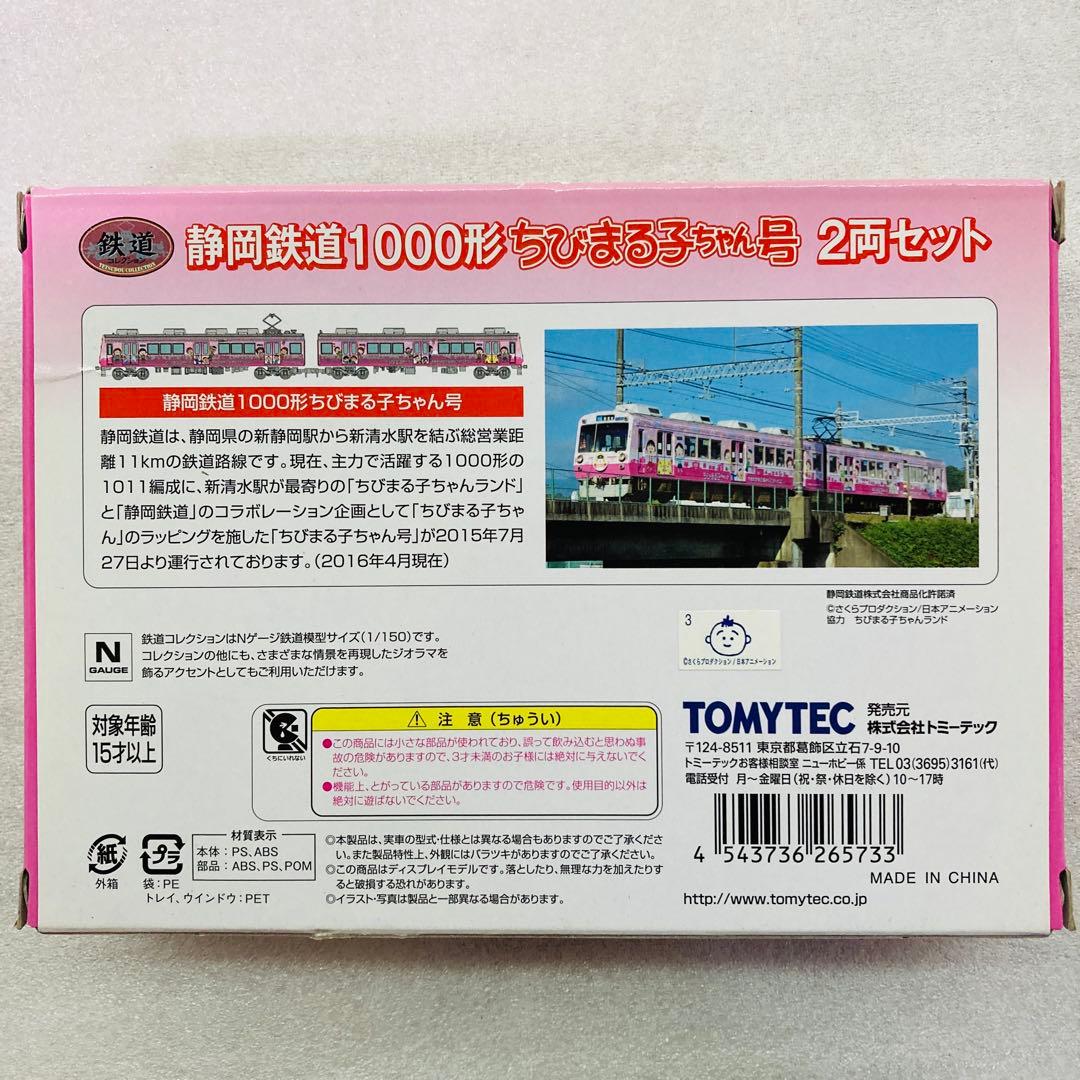 鉄道
コレクション
TETSUDOU COLLECTION
静岡鉄道1000形ちびまる子ちゃん号 2両セット
静岡鉄道1000形ちびまる子ちゃん号
静岡鉄道は、静岡県の新静岡駅から新清水駅を結ぶ総営業距
離11kmの鉄道路線です。現在、主力で活躍する1000形の
1011編成に、新清水駅が最寄りの「ちびまる子ちゃんランド」
と「静岡鉄道」のコラボレーション企画として「ちびまる子ちゃ
ん」のラッピングを施した「ちびまる子ちゃん号」が2015年7月
27日より運行されております。(2016年4月現在)
静岡鉄道株式会社商品化許諾済
©さくらプロダクション/日本アニメーション
協力 ちびまる子ちゃんランド
3
©さくらプロダクション/日本アニメーション
N
GAUGE
鉄道コレクションはNゲージ鉄道模型サイズ(1/150)です。
コレクションの他にも、さまざまな情景を再現したジオラマを
飾るアクセントとしてもご利用いただけます。
対象年齢
15才以上
くちにいれない
⚠ 注 意 (ちゅうい)
●この商品には小さな部品が使われており、誤って飲み込むと思わぬ事
故の危険がありますので、3才未満のお子様には絶対に与えないでく
ださい。
●機能上、とがっている部品がありますので危険です。使用目的以外は
絶対に遊ばないでください。
TOMYTEC 発売元
株式会社トミーテック
〒124-8511 東京都葛飾区立石7-9-10
トミーテックお客様相談室 ニューホビー係 TEL03(3695)3161(代)
電話受付 月〜金曜日(祝・祭・休日を除く)10〜17時
4 543736 265733
MADE IN CHINA
http://www.tomytec.co.jp
紙
外箱
プラ
袋:PE
トレイ、ウインドウ:PET
材質表示
本体:PS、ABS
部品:ABS、PS、POM
◎本製品は、実車の型式・仕様とは異なる場合もありますのでご了承くださ
い。また製品特性上、外観にはバラツキがありますのでご了承ください。
◎この商品はディスプレイモデルです。落としたり、無理な力を加えたりす
ると破損する恐れがあります。
◎イラスト・写真は製品と一部異なる場合があります。